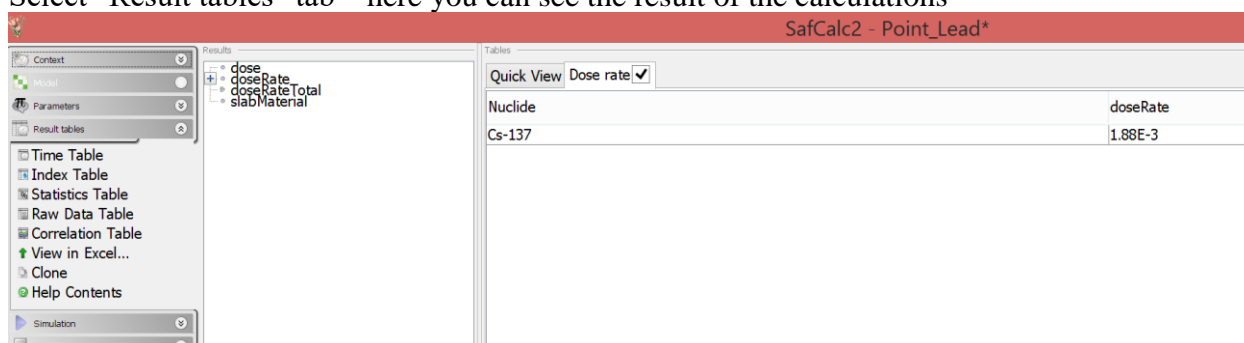 Select "Result tables" tab – here you can see the result of the calculations
SafCalc2 - Point_Lead*
Context
Model
Parameters
Result tables
Time Table
Index Table
Statistics Table
Raw Data Table
Correlation Table
View in Excel...
Clone
Help Contents
Simulation
Results
dose
doseRate
doseRateTotal
slabMaterial
Tables
Quick View Dose rate
Nuclide doseRate
Cs-137 1.88E-3